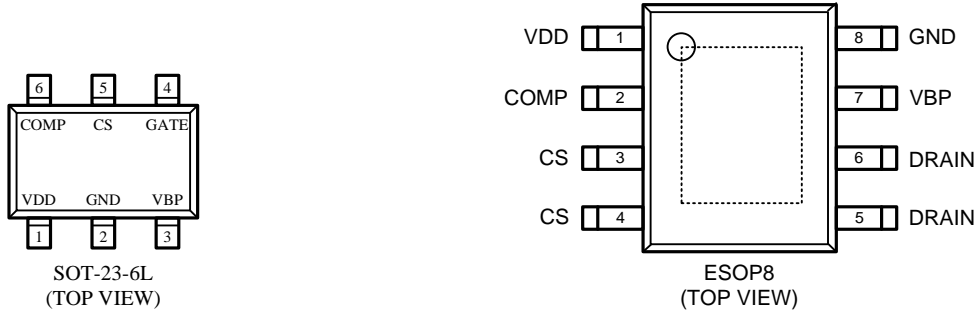 6 5 4
COMP CS GATE
VDD GND VBP
1 2 3
SOT-23-6L
(TOP VIEW)
VDD 1 8 GND
COMP 2 7 VBP
CS 3 6 DRAIN
CS 4 5 DRAIN
ESOP8
(TOP VIEW)